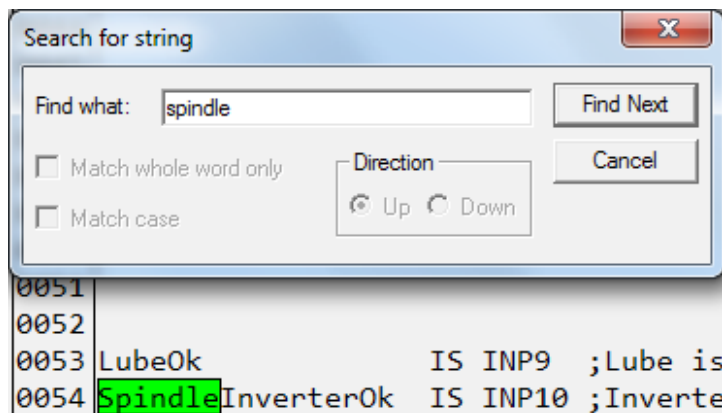 Search for string
X
Find what: spindle Find Next
Match whole word only Direction Cancel
Match case Up Down
0051
0052
0053 LubeOk IS INP9 ;Lube is
0054 SpindleInverterOk IS INP10 ;Inverte